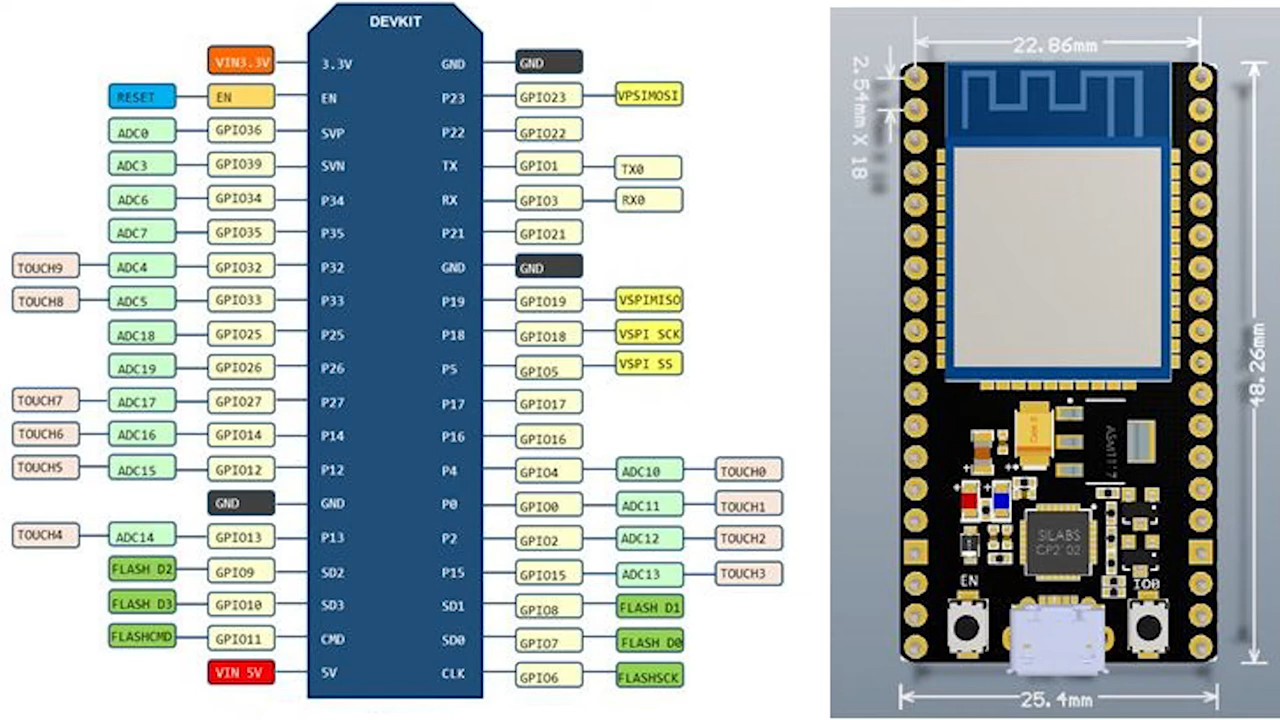 DEVKIT
VIN3.3V 3.3V GND GND
RESET EN EN P23 GPIO23 VPSIMOSI
ADC0 GPIO36 SVP P22 GPIO22
ADC3 GPIO39 SVN TX GPIO1 TX0
ADC6 GPIO34 P34 RX GPIO3 RX0
ADC7 GPIO35 P35 P21 GPIO21
TOUCH9 ADC4 GPIO32 P32 GND GND
TOUCH8 ADC5 GPIO33 P33 P19 GPIO19 VSPIMISO
ADC18 GPIO25 P25 P18 GPIO18 VSPI SCK
ADC19 GPIO26 P26 P5 GPIO5 VSPI SS
TOUCH7 ADC17 GPIO27 P27 P17 GPIO17
TOUCH6 ADC16 GPIO14 P14 P16 GPIO16
TOUCH5 ADC15 GPIO12 P12 P4 GPIO4 ADC10 TOUCH0
GND GND P0 GPIO0 ADC11 TOUCH1
TOUCH4 ADC14 GPIO13 P13 P2 GPIO2 ADC12 TOUCH2
FLASH D2 GPIO9 SD2 P15 GPIO15 ADC13 TOUCH3
FLASH D3 GPIO10 SD3 SD1 GPIO8 FLASH D1
FLASHCMD GPIO11 CMD SD0 GPIO7 FLASH D0
VIN 5V 5V CLK GPIO6 FLASHSCK
22.86mm
2.54mm X 18
48.26mm
SILABS
EN
IO0
25.4mm